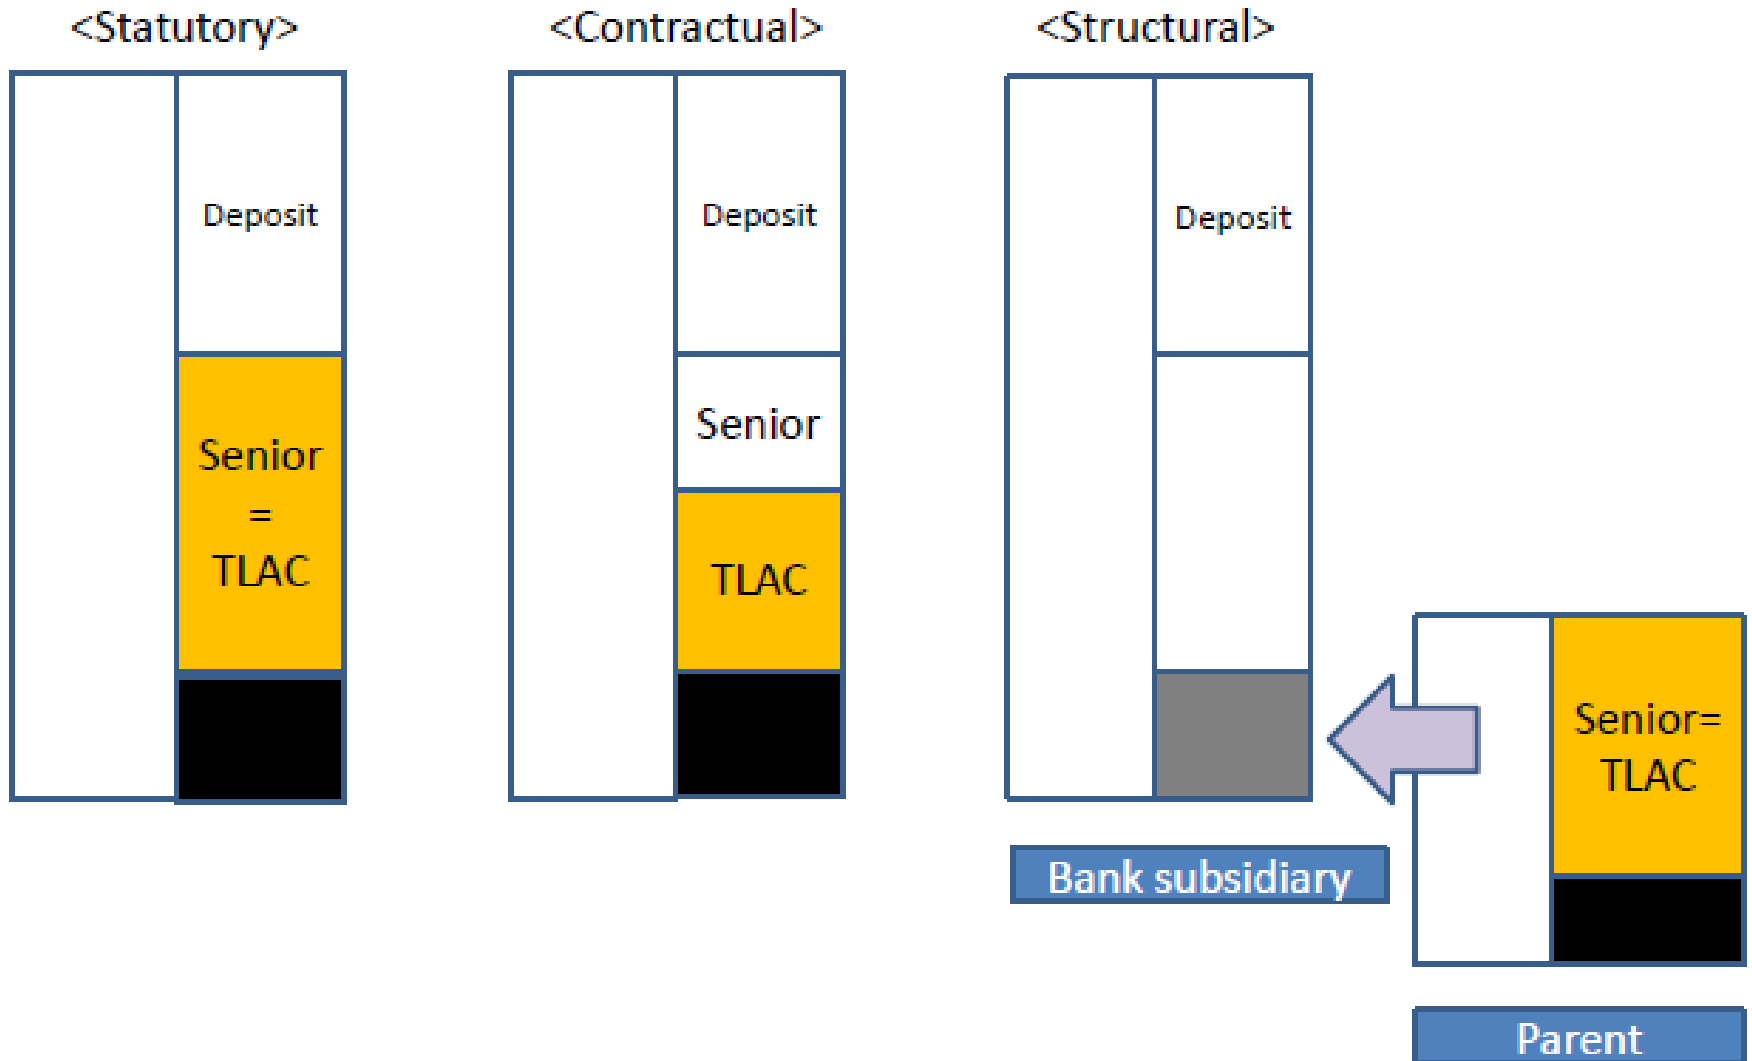 <Statutory>
<Contractual>
<Structural>
Deposit
Senior
=
TLAC
Deposit
Senior
TLAC
Deposit
Bank subsidiary
Senior=
TLAC
Parent